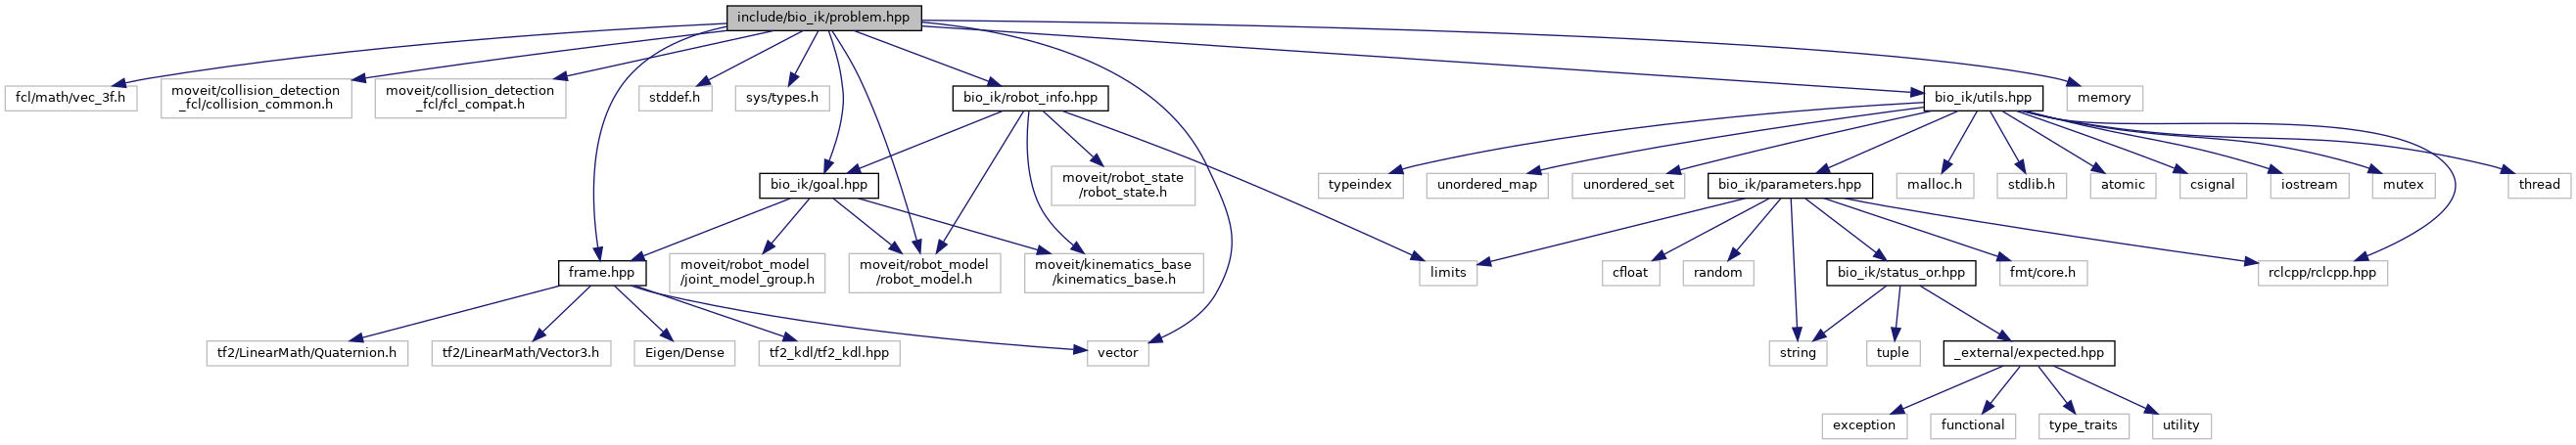 include/bio_ik/problem.hpp
fcl/math/vec_3f.h
moveit/collision_detection
_fcl/collision_common.h
moveit/collision_detection
_fcl/fcl_compat.h
stddef.h
sys/types.h
bio_ik/robot_info.hpp
bio_ik/utils.hpp
memory
bio_ik/goal.hpp
moveit/robot_state
/robot_state.h
typeindex
unordered_map
unordered_set
bio_ik/parameters.hpp
malloc.h
stdlib.h
atomic
csignal
iostream
mutex
thread
frame.hpp
moveit/robot_model
/joint_model_group.h
moveit/robot_model
/robot_model.h
moveit/kinematics_base
/kinematics_base.h
limits
cfloat
random
bio_ik/status_or.hpp
fmt/core.h
rclcpp/rclcpp.hpp
tf2/LinearMath/Quaternion.h
tf2/LinearMath/Vector3.h
Eigen/Dense
tf2_kdl/tf2_kdl.hpp
vector
string
tuple
_external/expected.hpp
exception
functional
type_traits
utility